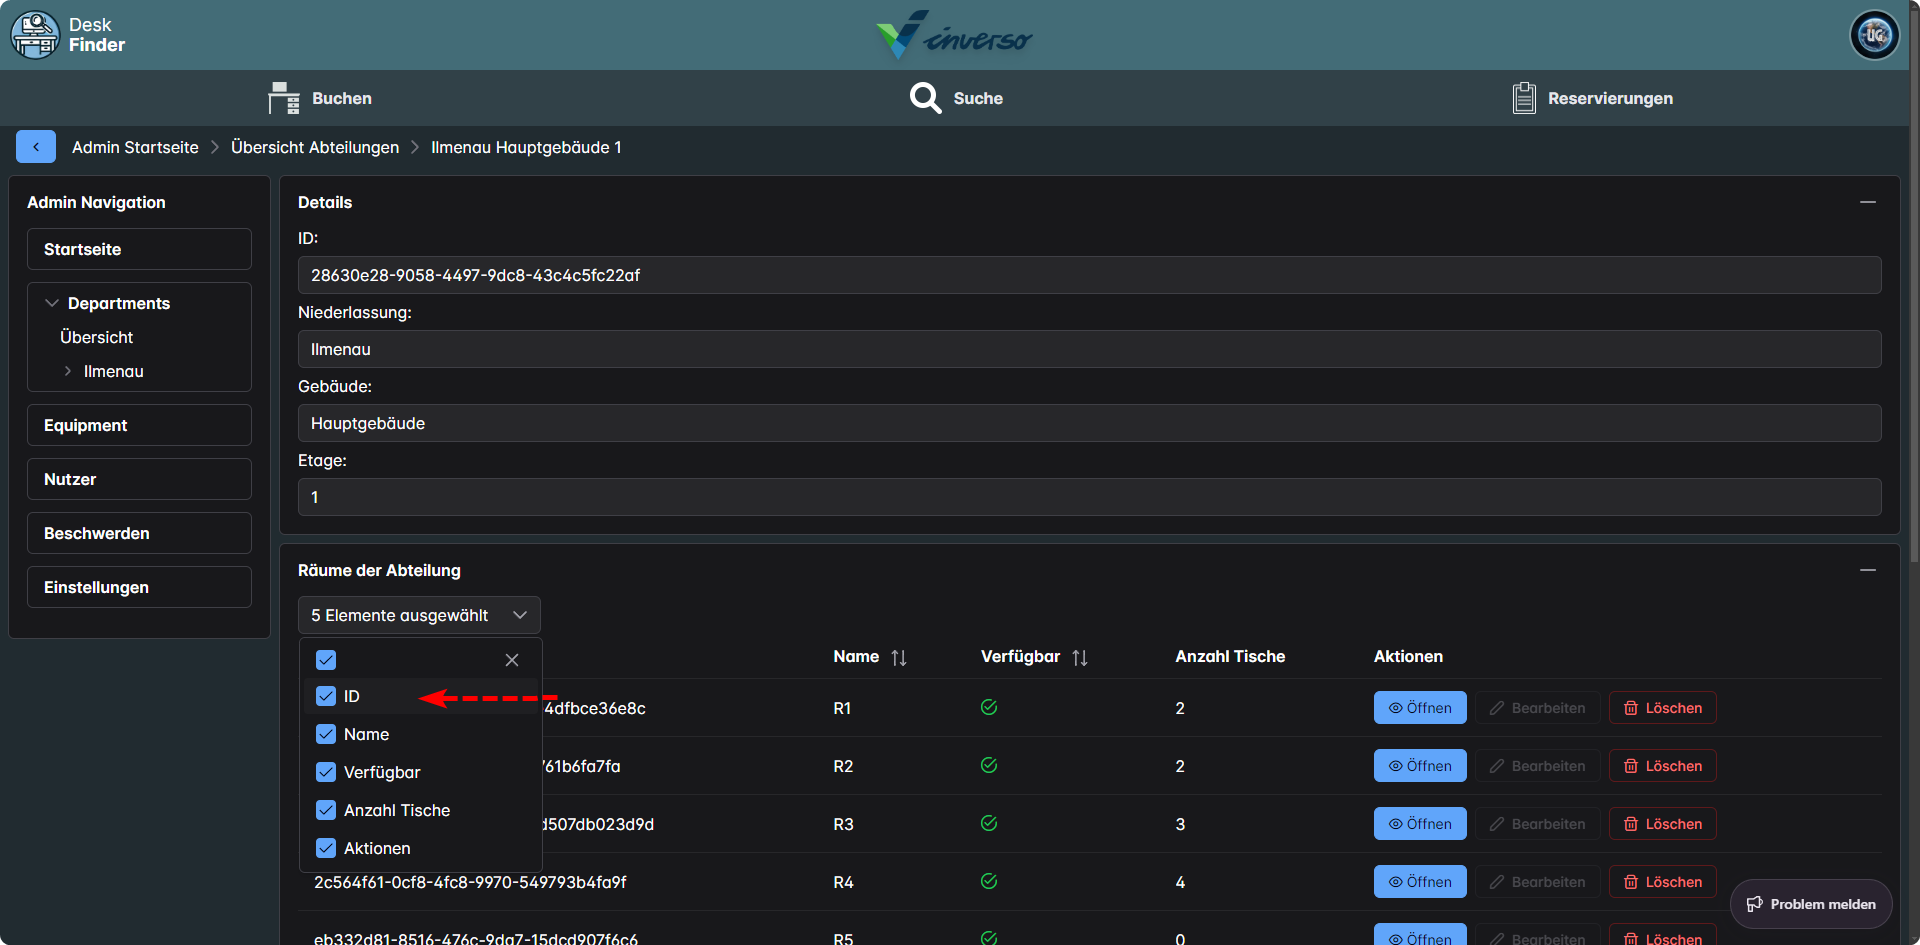 Desk
Finder
inverso
UG
Buchen
Suche
Reservierungen
Admin Startseite
Übersicht Abteilungen
Ilmenau Hauptgebäude 1
Admin Navigation
Startseite
Departments
Übersicht
Ilmenau
Equipment
Nutzer
Beschwerden
Einstellungen
Details
ID:
28630e28-9058-4497-9dc8-43c4c5fc22af
Niederlassung:
Ilmenau
Gebäude:
Hauptgebäude
Etage:
1
Räume der Abteilung
5 Elemente ausgewählt
ID
Name
Verfügbar
Anzahl Tische
Aktionen
Name Verfügbar Anzahl Tische Aktionen
4dfbce36e8c R1 2 Öffnen Bearbeiten Löschen
761b6fa7fa R2 2 Öffnen Bearbeiten Löschen
d507db023d9d R3 3 Öffnen Bearbeiten Löschen
2c564f61-0cf8-4fc8-9970-549793b4fa9f R4 4 Öffnen Bearbeiten Löschen
eb332d81-8516-476c-9da7-15dcd907f6c6 R5 0 Öffnen Bearbeiten Löschen
Problem melden